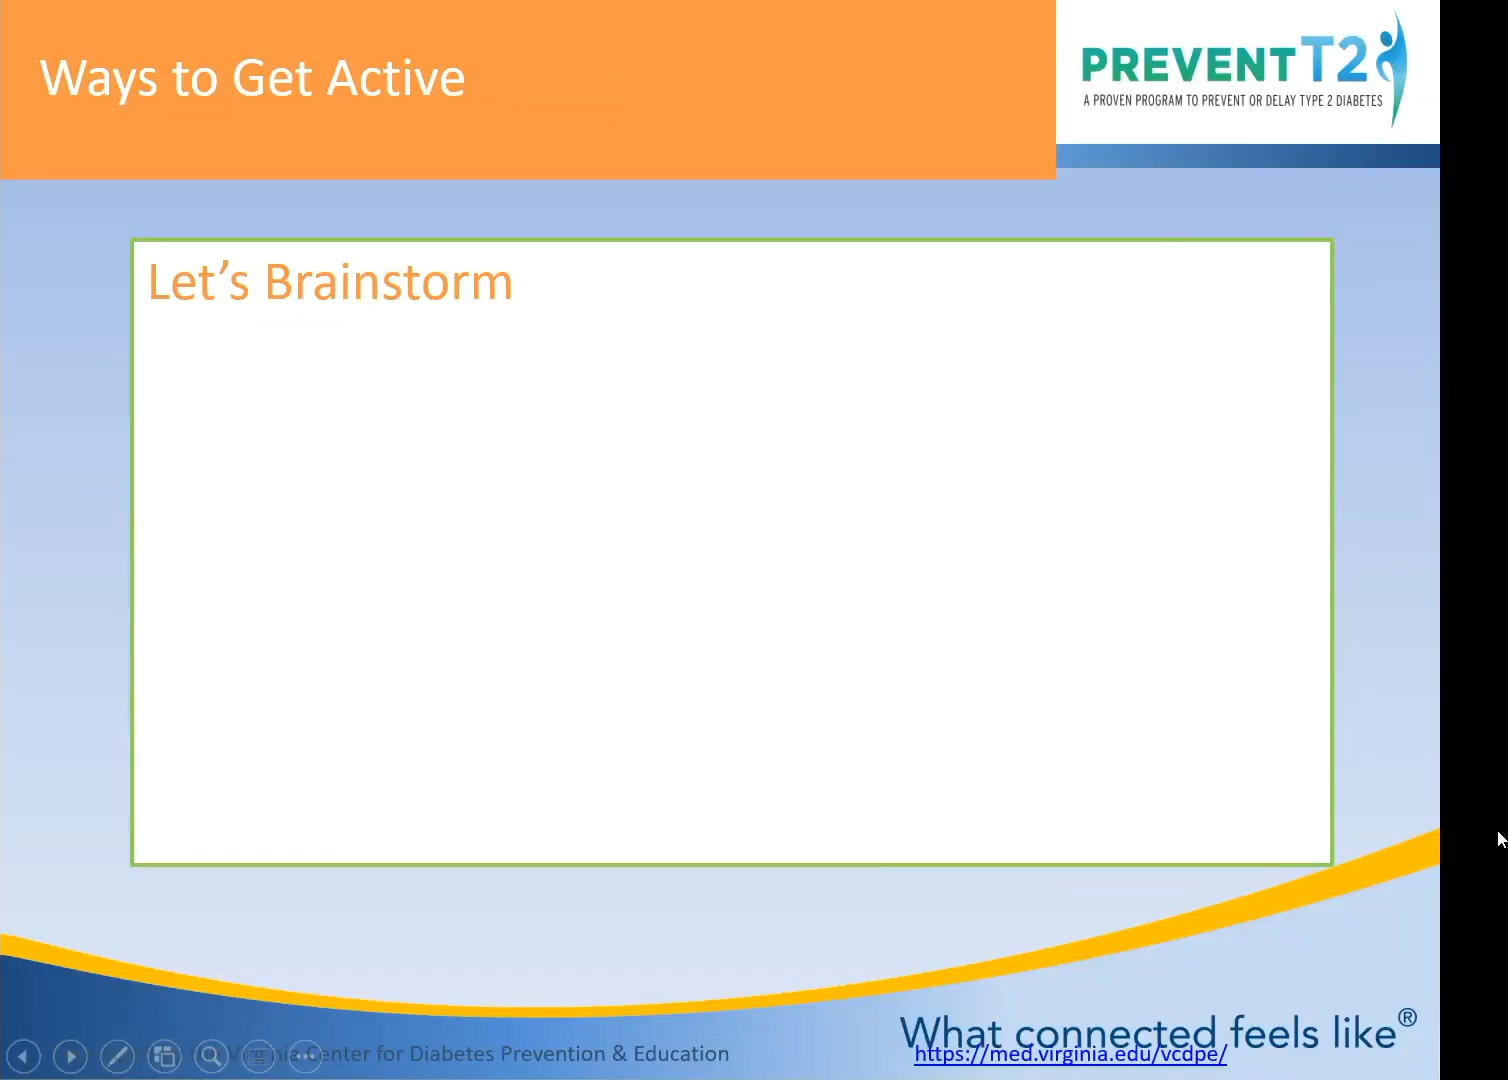 Ways to Get Active
PREVENT T2
A PROVEN PROGRAM TO PREVENT OR DELAY TYPE 2 DIABETES
Let’s Brainstorm
Virginia Center for Diabetes Prevention & Education
What connected feels like®
https://med.virginia.edu/vcdpe/